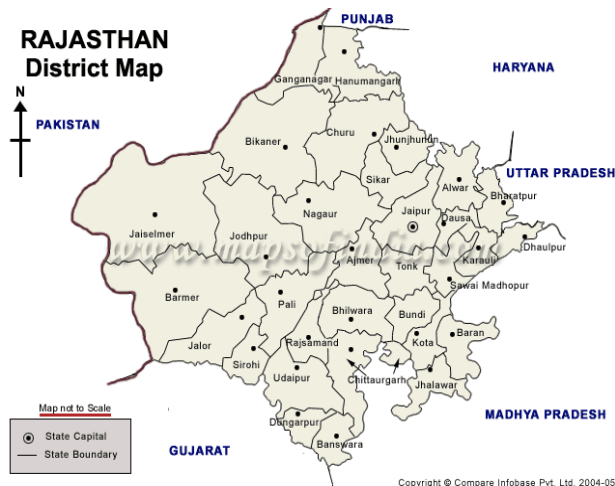 RAJASTHAN
District Map
PUNJAB
HARYANA
N
PAKISTAN
UTTAR PRADESH
Ganganagar
Hanumangarh
Bikaner
Churu
Jhunjhunun
Sikar
Alwar
Bharatpur
Nagaur
Jaipur
Dausa
Jaiselmer
Jodhpur
Dhaulpur
www.mapsofindia.com
Ajmer
Tonk
Karauli
Sawai Madhopur
Barmer
Pali
Bhilwara
Bundi
Baran
Kota
Jalor
Rajsamand
Sirohi
Udaipur
Chittaurgarh
Jhalawar
Dungarpur
Banswara
MADHYA PRADESH
GUJARAT
Map not to Scale
State Capital
State Boundary
Copyright © Compare Infobase Pvt. Ltd. 2004-05